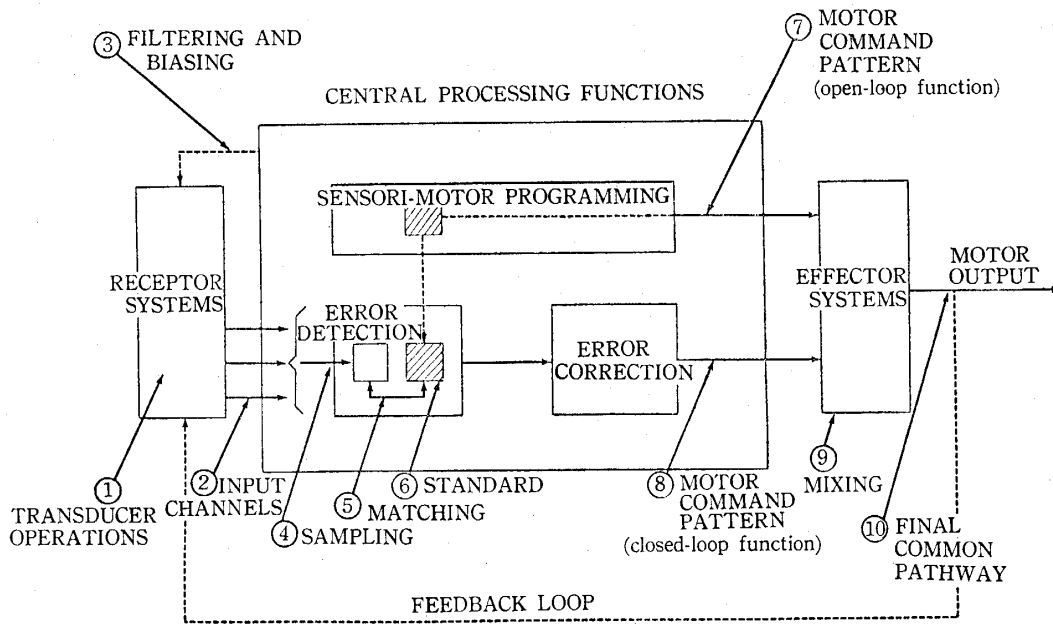 ③ FILTERING AND
BIASING
⑦ MOTOR
COMMAND
PATTERN
(open-loop function)
CENTRAL PROCESSING FUNCTIONS
SENSORI-MOTOR PROGRAMMING
RECEPTOR
SYSTEMS
EFFECTOR
SYSTEMS
MOTOR
OUTPUT
ERROR
DETECTION
ERROR
CORRECTION
① TRANSDUCER
OPERATIONS
② INPUT
CHANNELS
④ SAMPLING
⑤ MATCHING
⑥ STANDARD
⑧ MOTOR
COMMAND
PATTERN
(closed-loop function)
⑨
MIXING
⑩ FINAL
COMMON
PATHWAY
FEEDBACK LOOP